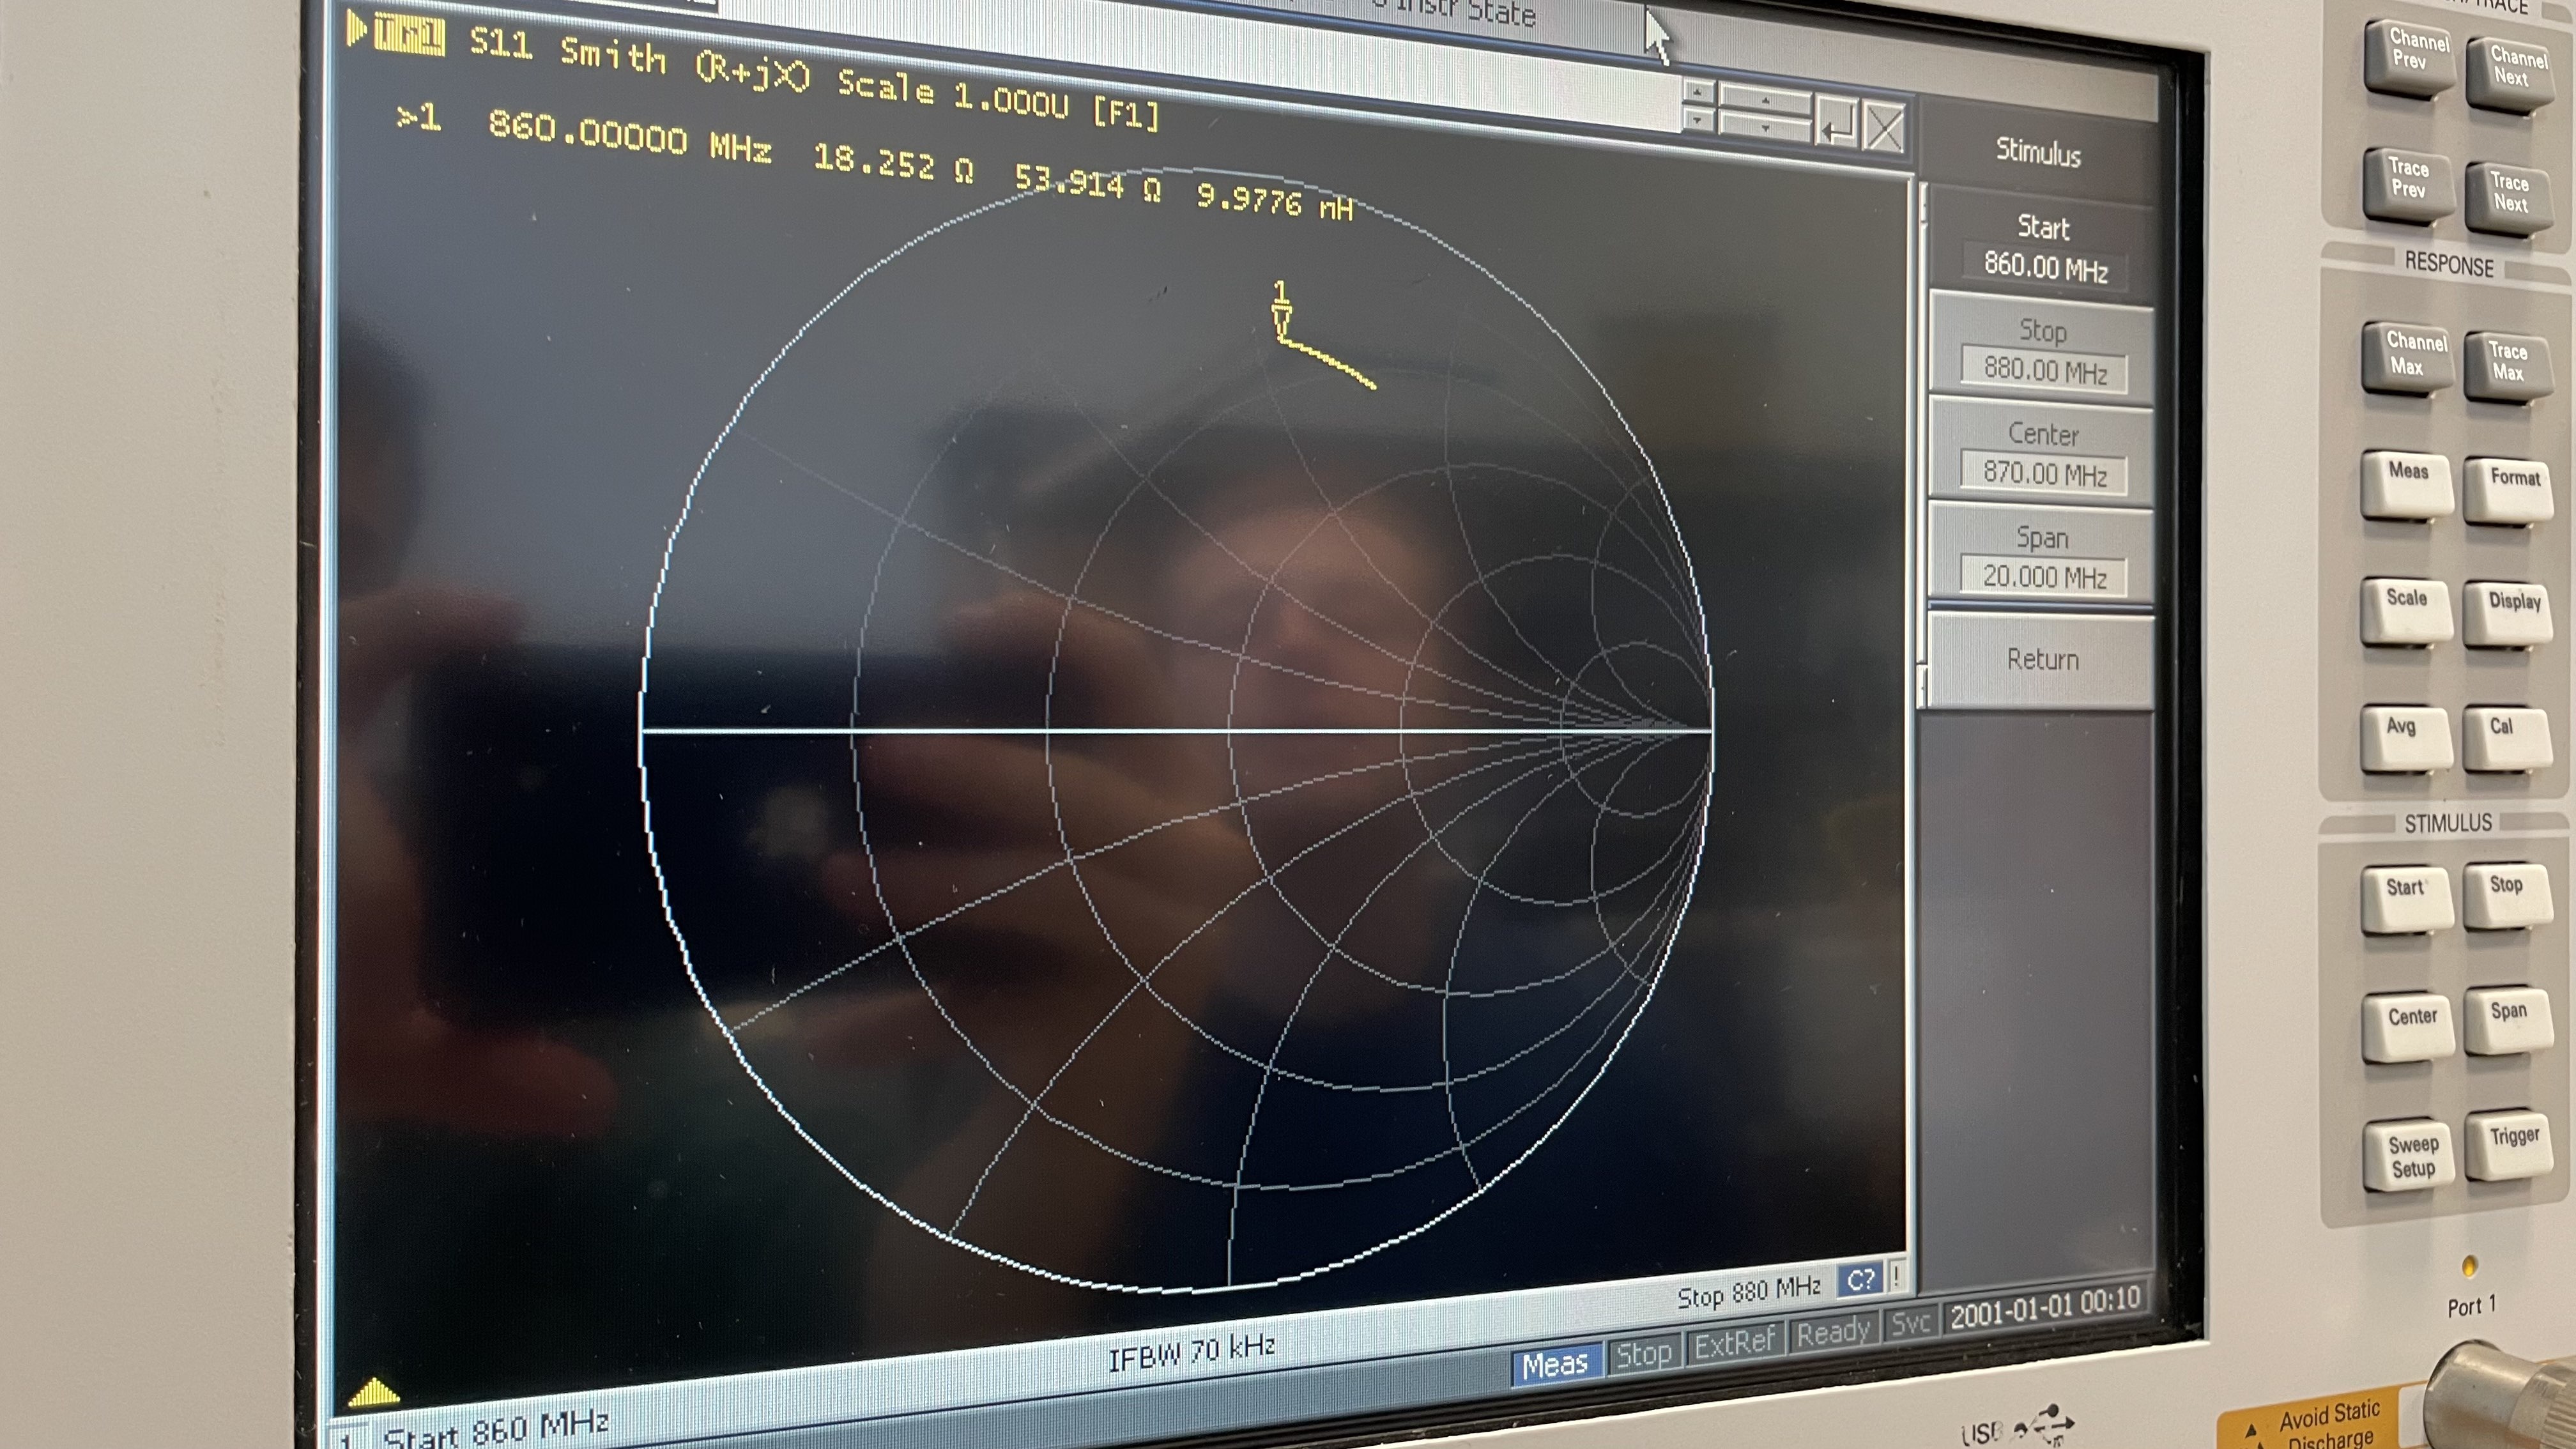 Instr State
Tr1 S11 Smith (R+jX) Scale 1.000U [F1]
>1 860.00000 MHz 18.252 Ω 53.914 Ω 9.9776 nH
1
Stimulus
Start
860.00 MHz
Stop
880.00 MHz
Center
870.00 MHz
Span
20.000 MHz
Return
1 Start 860 MHz
IFBW 70 kHz
Stop 880 MHz C? !
Meas Stop ExtRef Ready Svc 2001-01-01 00:10
Channel Prev
Channel Next
Trace Prev
Trace Next
RESPONSE
Channel Max
Trace Max
Meas
Format
Scale
Display
Avg
Cal
STIMULUS
Start
Stop
Center
Span
Sweep Setup
Trigger
Port 1
USB
Avoid Static
Discharge